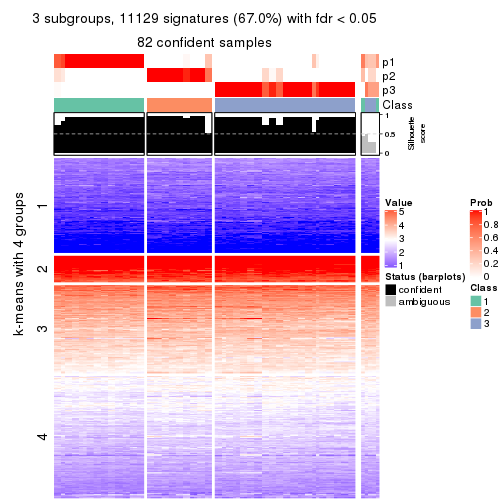 3 subgroups, 11129 signatures (67.0%) with fdr < 0.05
82 confident samples
p1
p2
p3
Class
1
0.5
0
Silhouette
score
k-means with 4 groups
1
2
3
4
Value
5
4
3
2
1
Status (barplots)
confident
ambiguous
Prob
1
0.8
0.6
0.4
0.2
0
Class
1
2
3